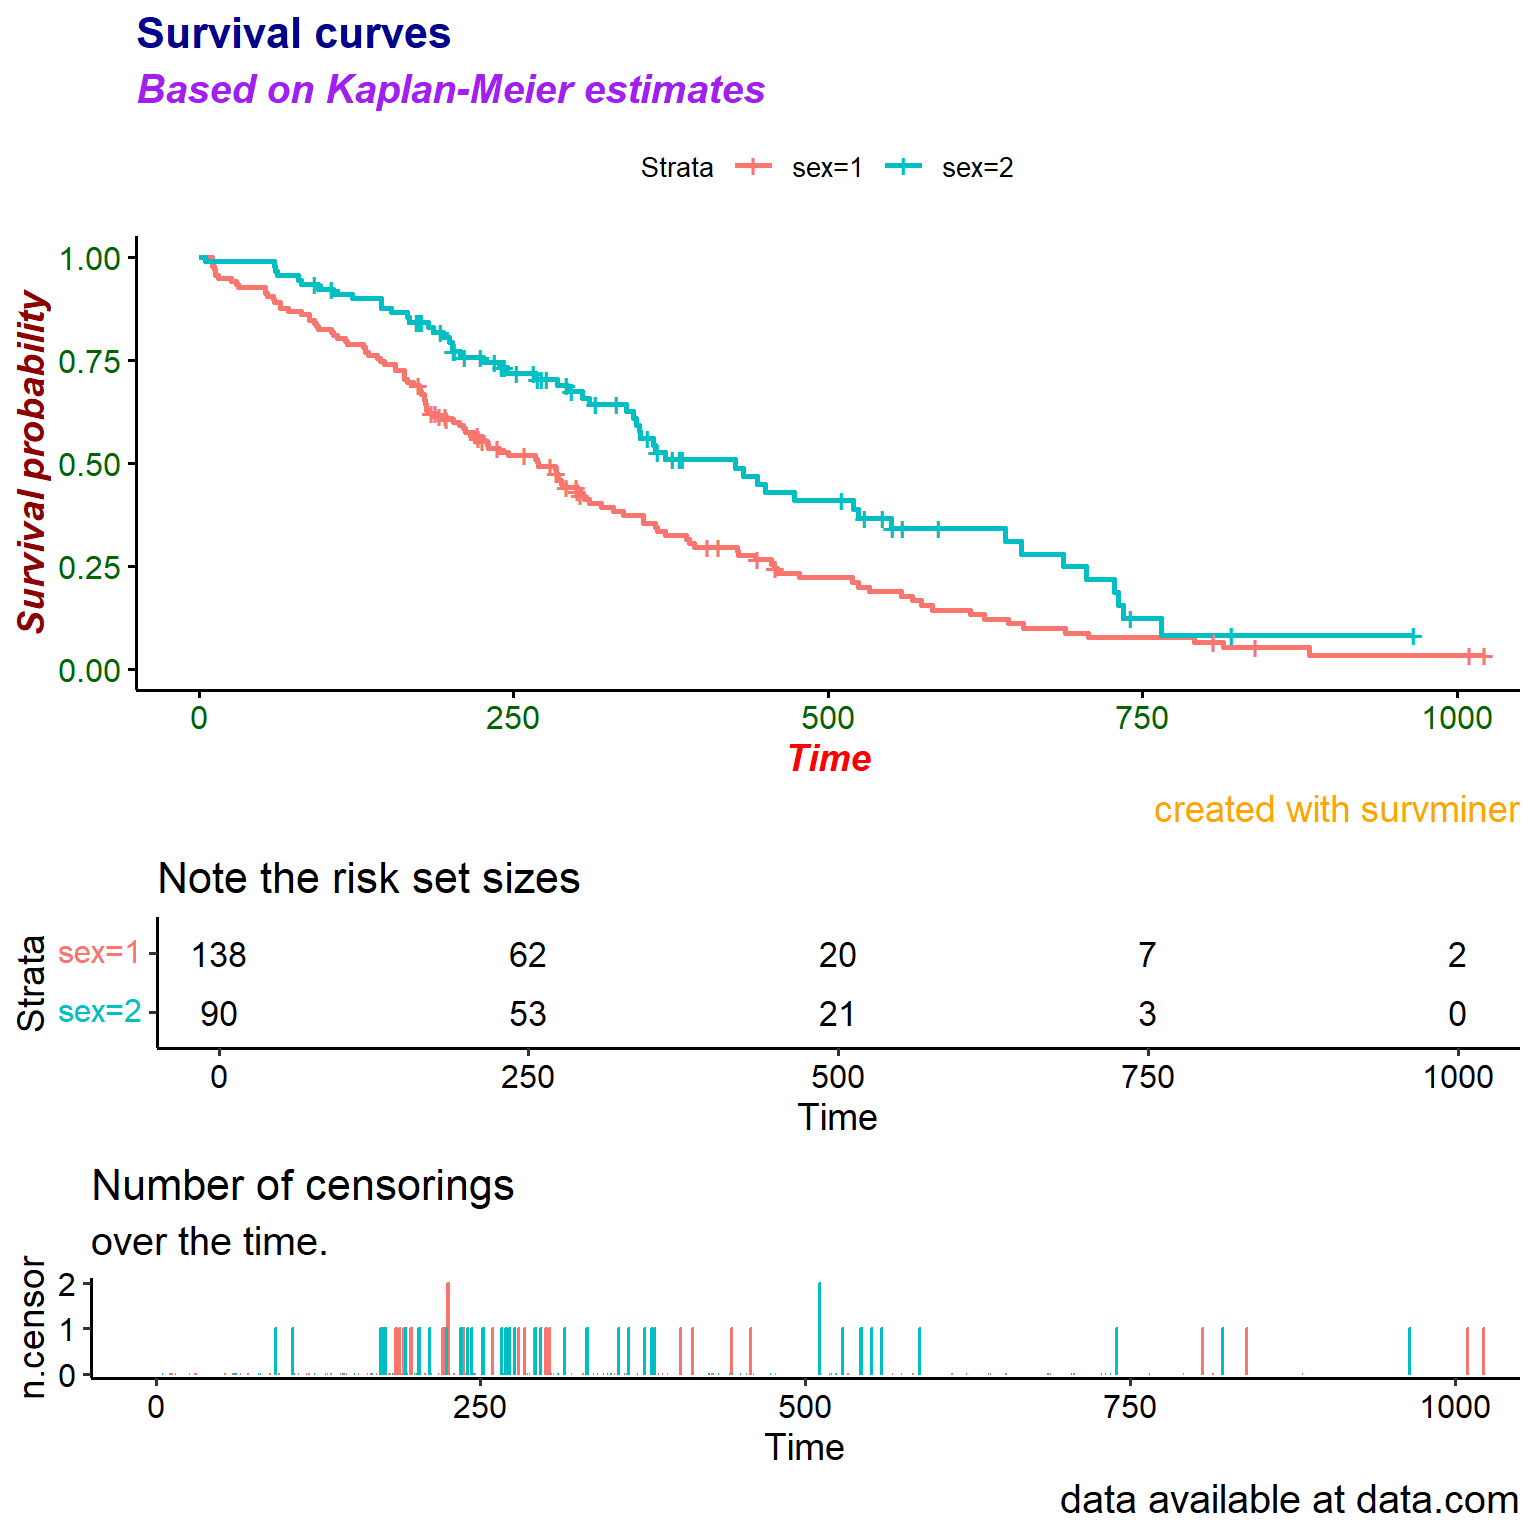 Survival curves
Based on Kaplan-Meier estimates
Strata sex=1 sex=2
Survival probability
1.00
0.75
0.50
0.25
0.00
0 250 500 750 1000
Time
created with survminer
Note the risk set sizes
Strata
sex=1 138 62 20 7 2
sex=2 90 53 21 3 0
0 250 500 750 1000
Time
Number of censorings
over the time.
n.censor
2
1
0
0 250 500 750 1000
Time
data available at data.com